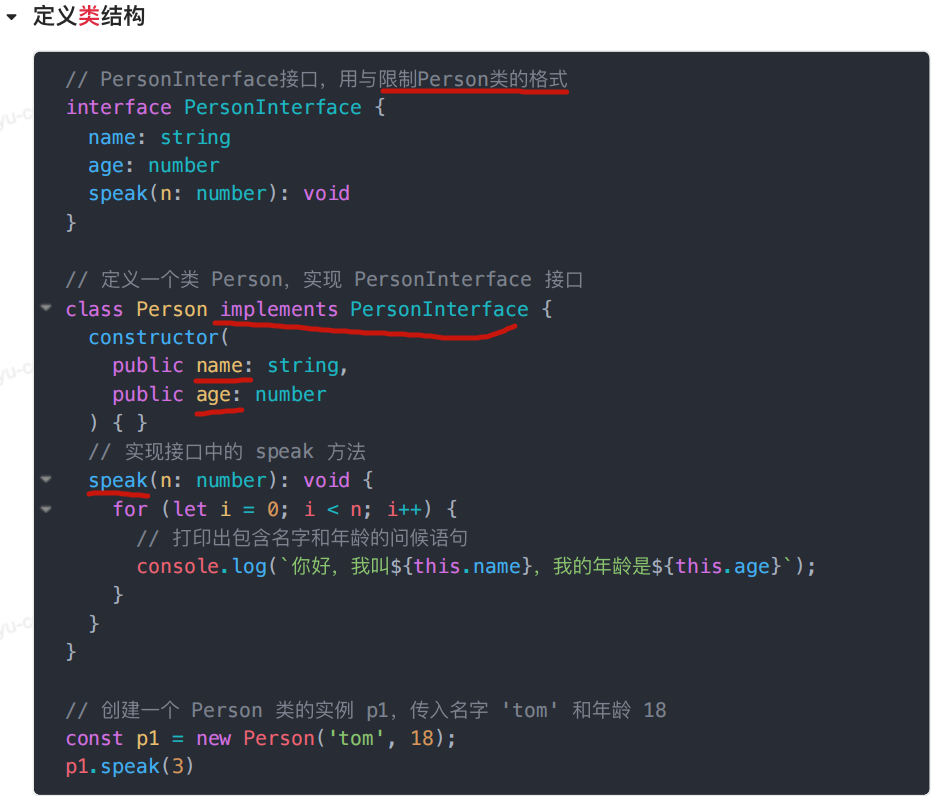 定义类结构
// PersonInterface接口，用与限制Person类的格式
interface PersonInterface {
  name: string
  age: number
  speak(n: number): void
}
// 定义一个类 Person，实现 PersonInterface 接口
class Person implements PersonInterface {
  constructor(
    public name: string,
    public age: number
  ) { }
  // 实现接口中的 speak 方法
  speak(n: number): void {
    for (let i = 0; i < n; i++) {
      // 打印出包含名字和年龄的问候语句
      console.log(`你好，我叫${this.name}，我的年龄是${this.age}`);
    }
  }
}
// 创建一个 Person 类的实例 p1，传入名字 'tom' 和年龄 18
const p1 = new Person('tom', 18);
p1.speak(3)